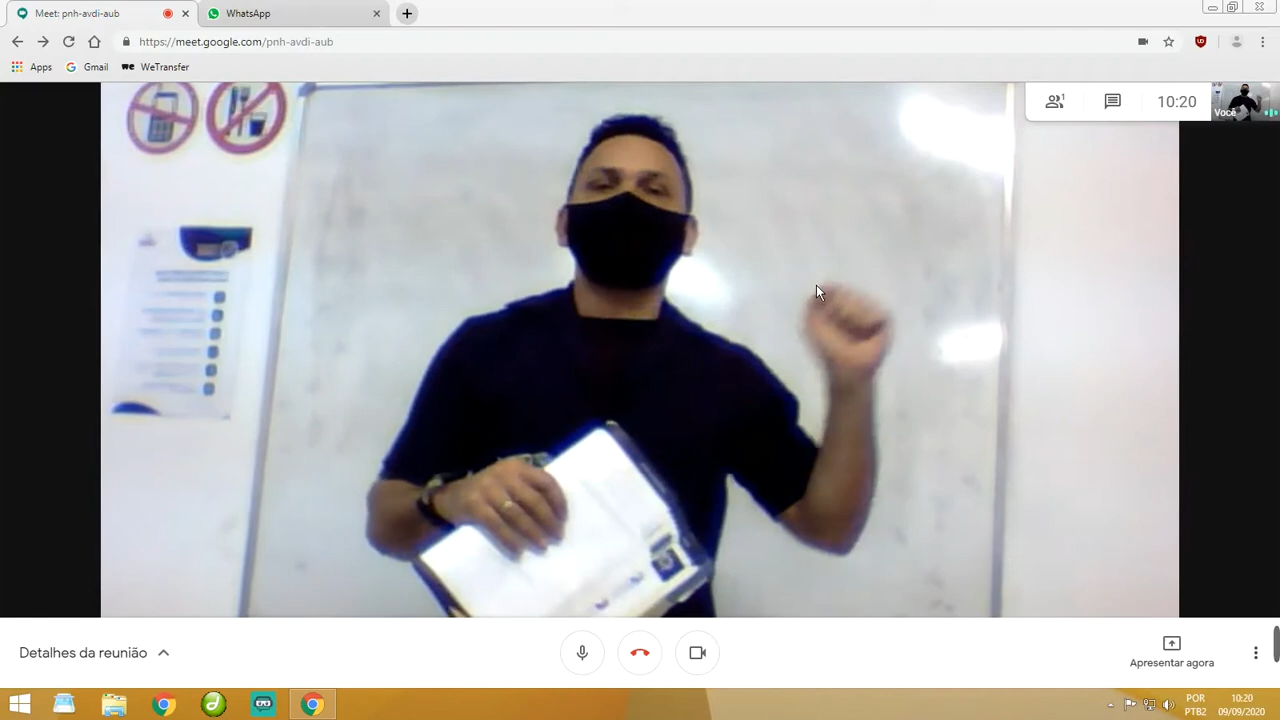 Meet: pnh-avdi-aub
WhatsApp
https://meet.google.com/pnh-avdi-aub
Apps Gmail WeTransfer
1 10:20
Você
Detalhes da reunião
Apresentar agora
POR 10:20
PTB2 09/09/2020